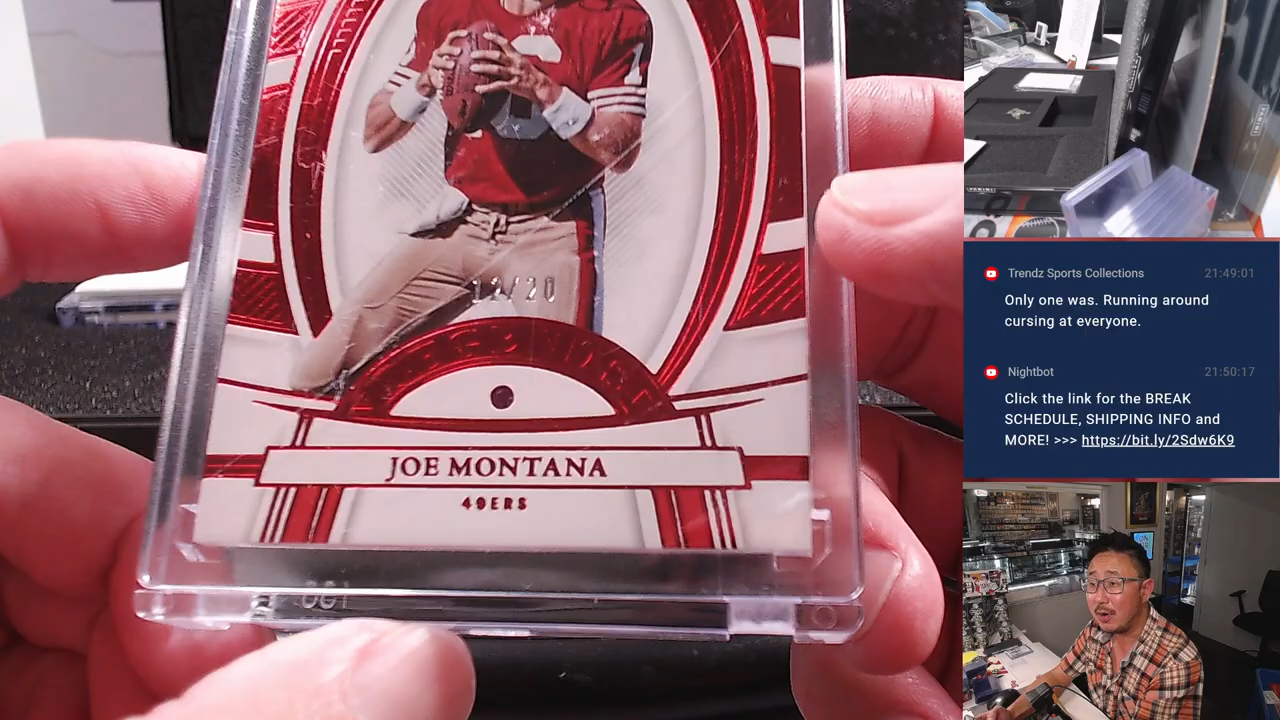 1
12/20
JOE MONTANA
49ERS
Trendz Sports Collections 21:49:01
Only one was. Running around
cursing at everyone.
Nightbot 21:50:17
Click the link for the BREAK
SCHEDULE, SHIPPING INFO and
MORE! >>> https://bit.ly/2Sdw6K9